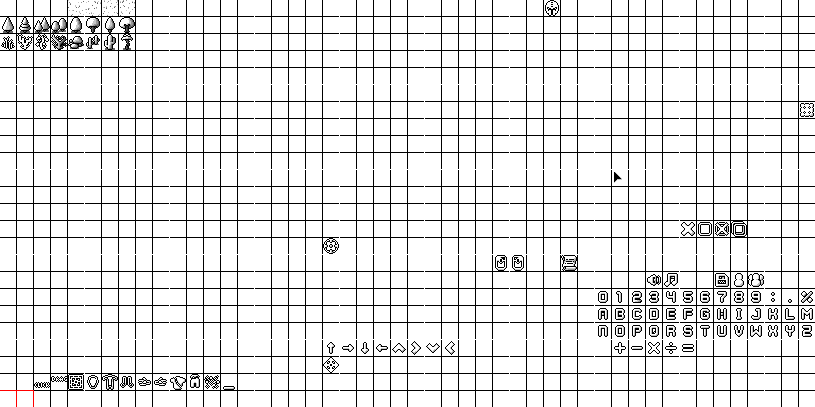 0 1 2 3 4 5 6 7 8 9 : . %
A B C D E F G H I J K L M
N O P Q R S T U V W X Y Z
+ - × ÷ =